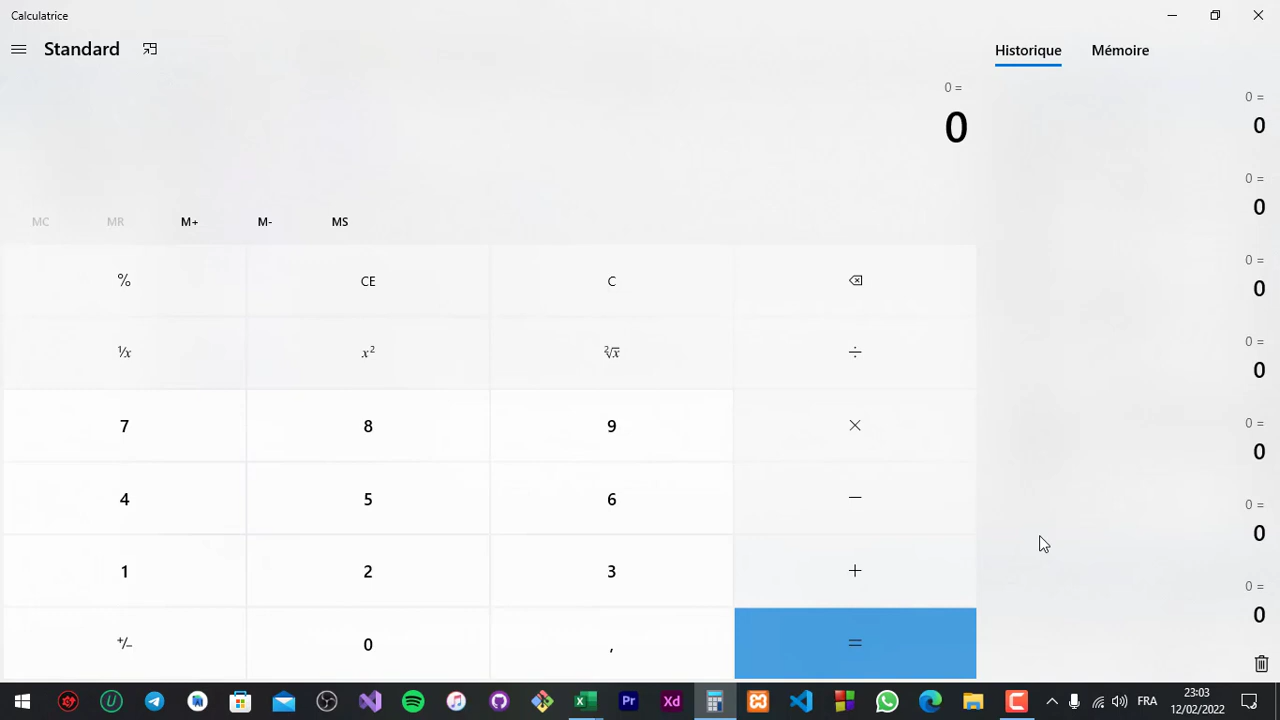 Calculatrice
Standard
Historique
Mémoire
0 =
0
MC
MR
M+
M-
MS
%
CE
C
⅟x
x²
²√x
÷
7
8
9
×
4
5
6
−
1
2
3
+
+/−
0
,
=
0 =
0
0 =
0
0 =
0
0 =
0
0 =
0
0 =
0
0 =
0
U
X
Pr
Xd
FRA
23:03
12/02/2022